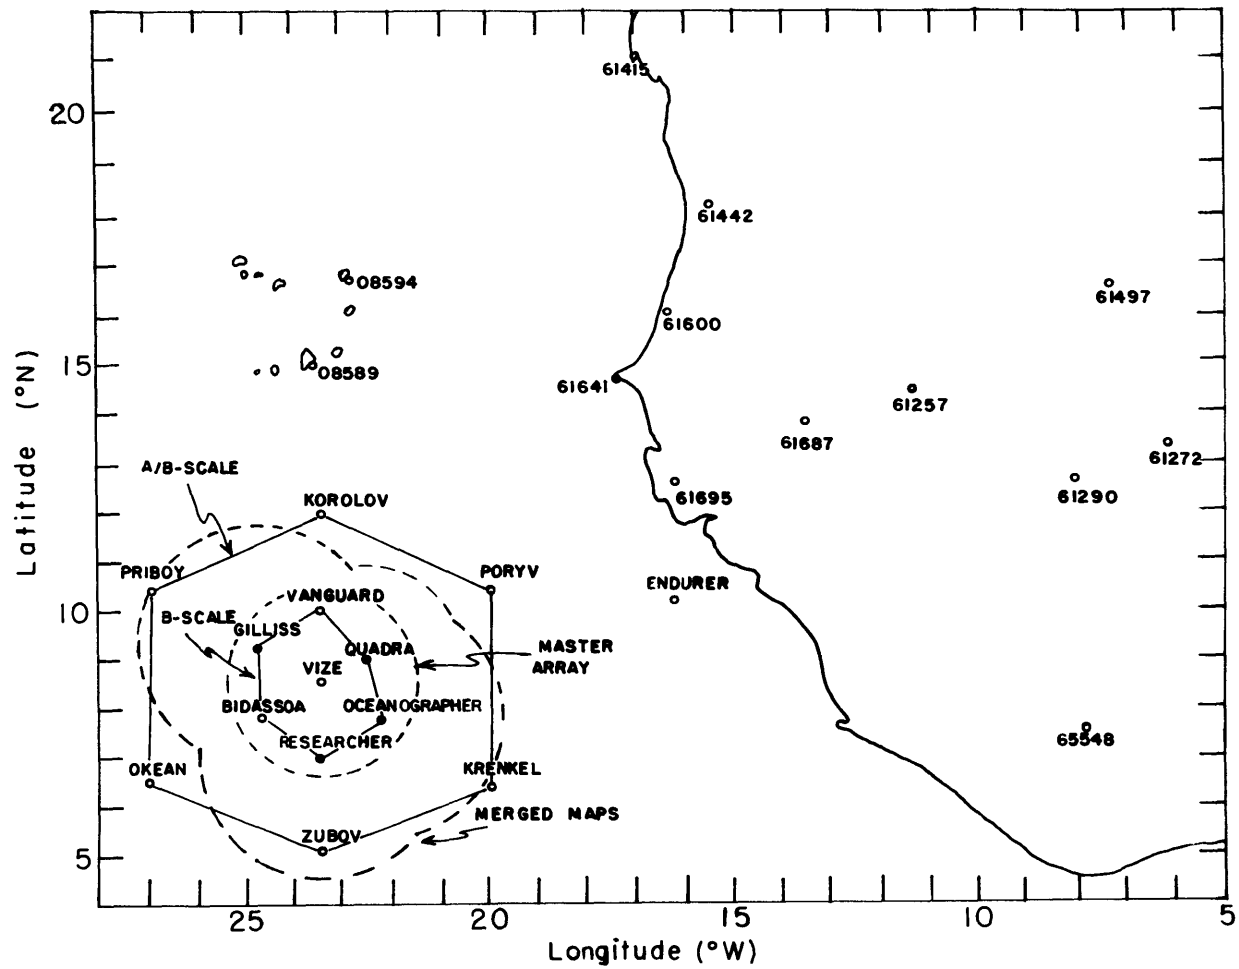 61415
20
61442
08594
61497
61600
15
08589
61641
61257
61687
61272
A/B-SCALE
61290
61695
KOROLOV
PRIBOY
PORYV
ENDURER
VANGUARD
10
B-SCALE
GILLISS
QUADRA
MASTER
ARRAY
VIZE
BIDASSOA
OCEANOGRAPHER
RESEARCHER
65548
OKEAN
KRENKEL
MERGED MAPS
ZUBOV
5
25
20
15
10
5
Longitude (°W)
Latitude (°N)